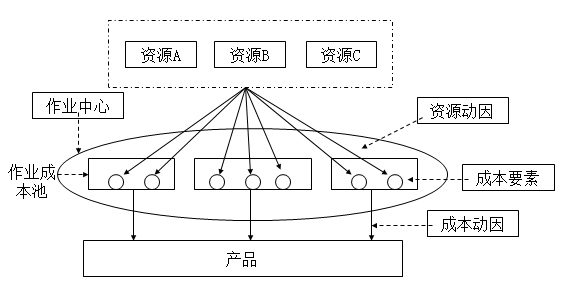 资源A 资源B 资源C
作业中心
资源动因
作业成
本池
成本要素
成本动因
产品